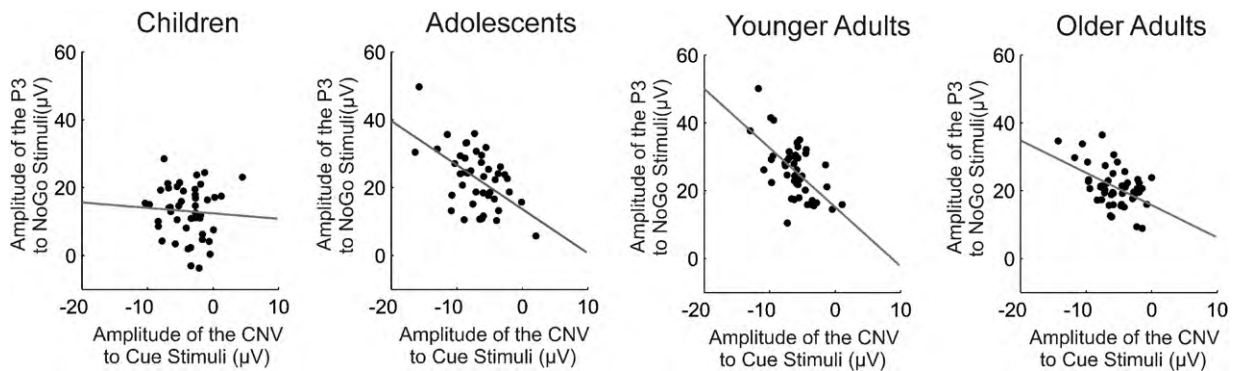 Children
Amplitude of the P3
to NoGo Stimuli(µV)
60
40
20
0
-20
-10
0
10
Amplitude of the CNV
to Cue Stimuli (µV)
Adolescents
Amplitude of the P3
to NoGo Stimuli(µV)
60
40
20
0
-20
-10
0
10
Amplitude of the CNV
to Cue Stimuli (µV)
Younger Adults
Amplitude of the P3
to NoGo Stimuli(µV)
60
40
20
0
-20
-10
0
10
Amplitude of the CNV
to Cue Stimuli (µV)
Older Adults
Amplitude of the P3
to NoGo Stimuli (µV)
60
40
20
0
-20
-10
0
10
Amplitude of the CNV
to Cue Stimuli (µV)